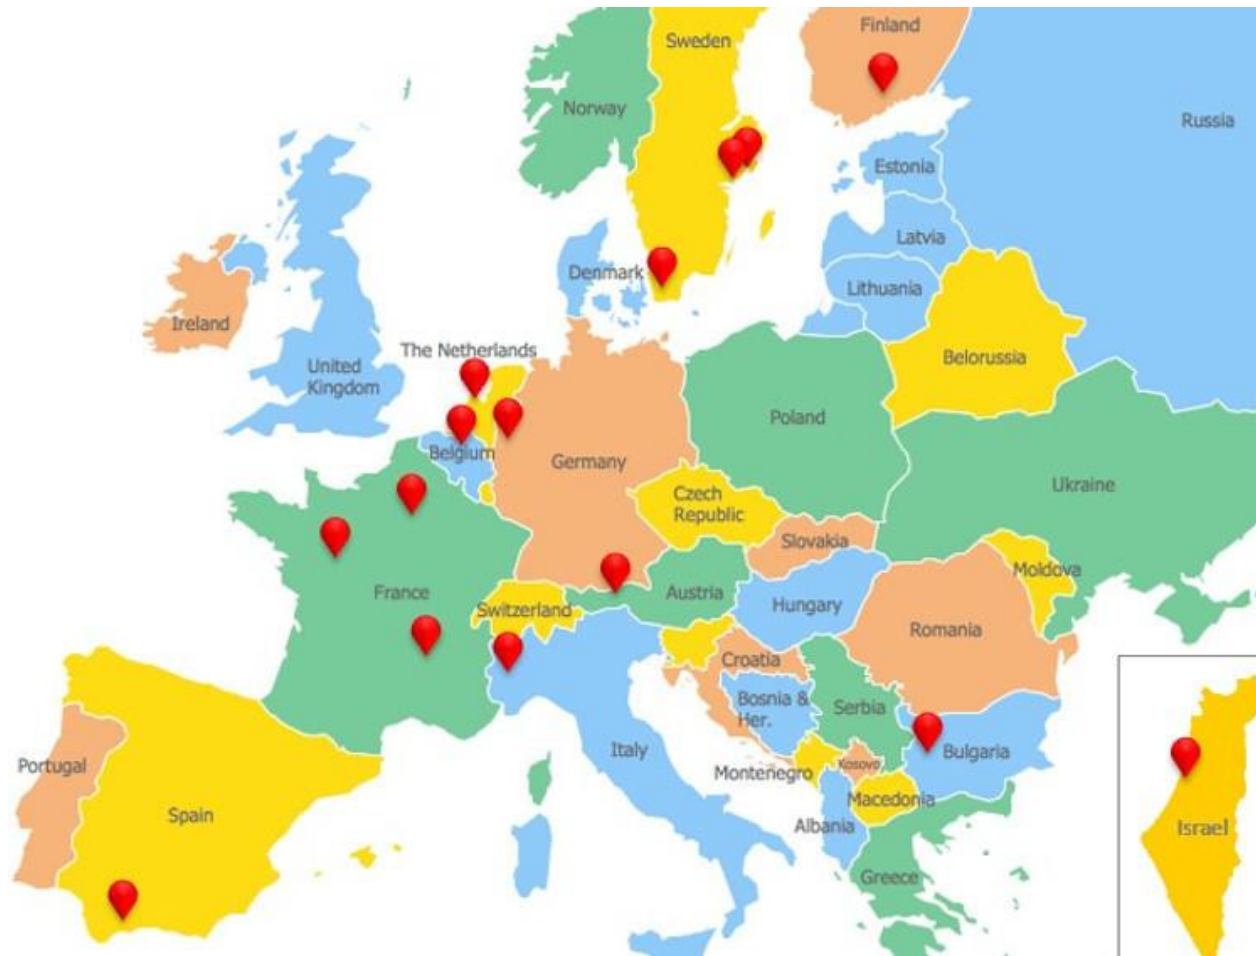 Finland
Sweden
Norway
Russia
Estonia
Latvia
Denmark
Lithuania
Ireland
The Netherlands
Belorussia
United
Kingdom
Poland
Belgium
Germany
Ukraine
Czech
Republic
Slovakia
Moldova
France
Austria
Switzerland
Hungary
Romania
Croatia
Bosnia &
Her.
Serbia
Italy
Bulgaria
Portugal
Kosovo
Montenegro
Macedonia
Spain
Albania
Israel
Greece